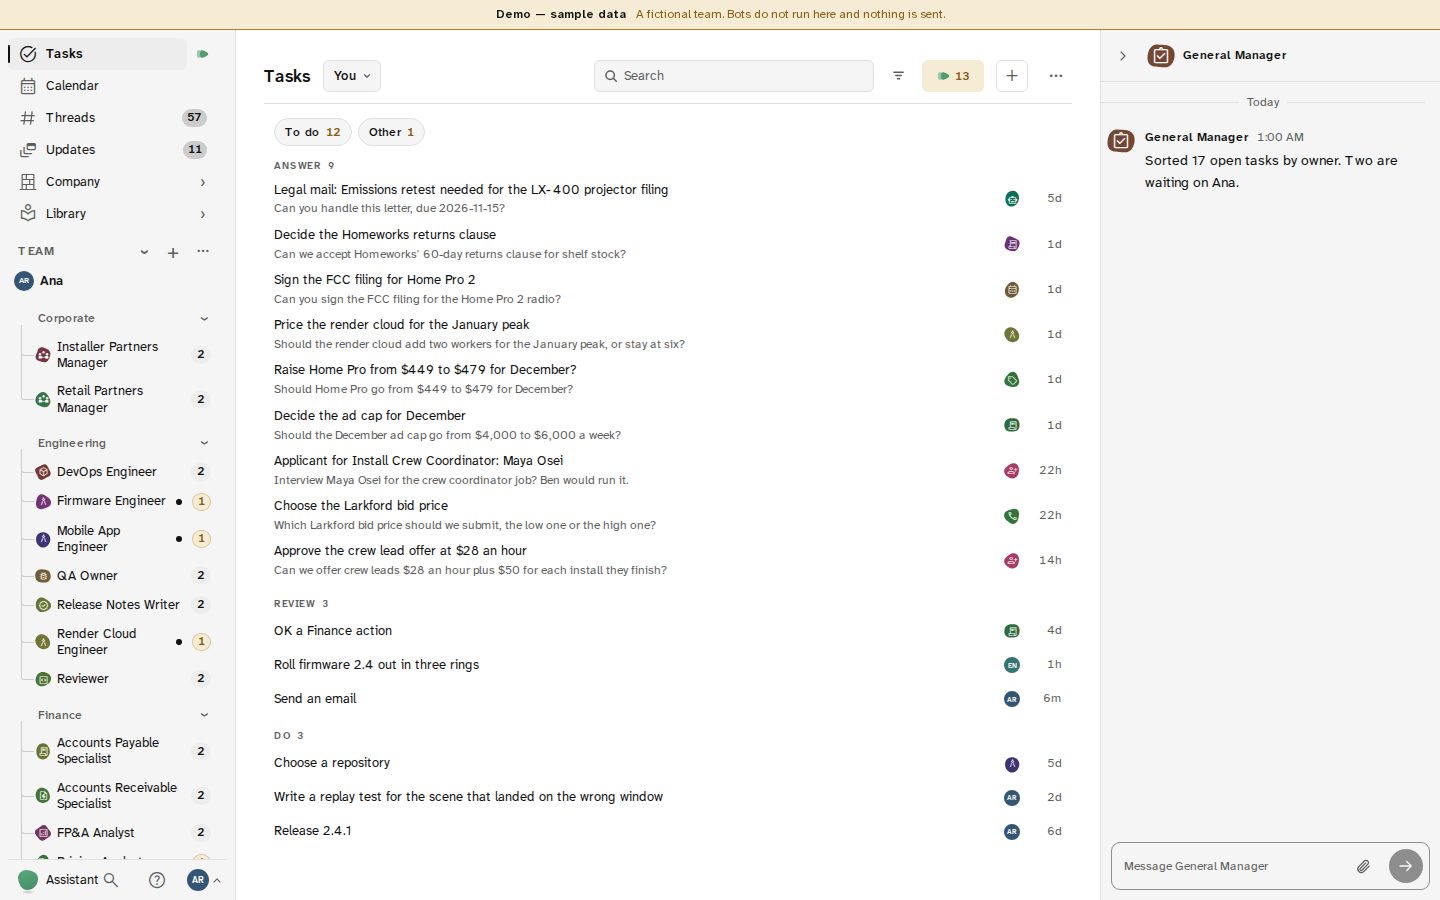 Demo — sample data A fictional team. Bots do not run here and nothing is sent.
Tasks
Calendar
Threads 57
Updates 11
Company
Library
TEAM
AR Ana
Corporate
Installer Partners
Manager 2
Retail Partners
Manager 2
Engineering
DevOps Engineer 2
Firmware Engineer 1
Mobile App
Engineer 1
QA Owner 2
Release Notes Writer 2
Render Cloud
Engineer 1
Reviewer 2
Finance
Accounts Payable
Specialist 2
Accounts Receivable
Specialist 2
FP&A Analyst 2
Assistant
AR
Tasks You
Search
13
To do 12 Other 1
ANSWER 9
Legal mail: Emissions retest needed for the LX-400 projector filing
Can you handle this letter, due 2026-11-15? 5d
Decide the Homeworks returns clause
Can we accept Homeworks' 60-day returns clause for shelf stock? 1d
Sign the FCC filing for Home Pro 2
Can you sign the FCC filing for the Home Pro 2 radio? 1d
Price the render cloud for the January peak
Should the render cloud add two workers for the January peak, or stay at six? 1d
Raise Home Pro from $449 to $479 for December?
Should Home Pro go from $449 to $479 for December? 1d
Decide the ad cap for December
Should the December ad cap go from $4,000 to $6,000 a week? 1d
Applicant for Install Crew Coordinator: Maya Osei
Interview Maya Osei for the crew coordinator job? Ben would run it. 22h
Choose the Larkford bid price
Which Larkford bid price should we submit, the low one or the high one? 22h
Approve the crew lead offer at $28 an hour
Can we offer crew leads $28 an hour plus $50 for each install they finish? 14h
REVIEW 3
OK a Finance action 4d
Roll firmware 2.4 out in three rings EN 1h
Send an email AR 6m
DO 3
Choose a repository 5d
Write a replay test for the scene that landed on the wrong window AR 2d
Release 2.4.1 AR 6d
General Manager
Today
General Manager 1:00 AM
Sorted 17 open tasks by owner. Two are
waiting on Ana.
Message General Manager